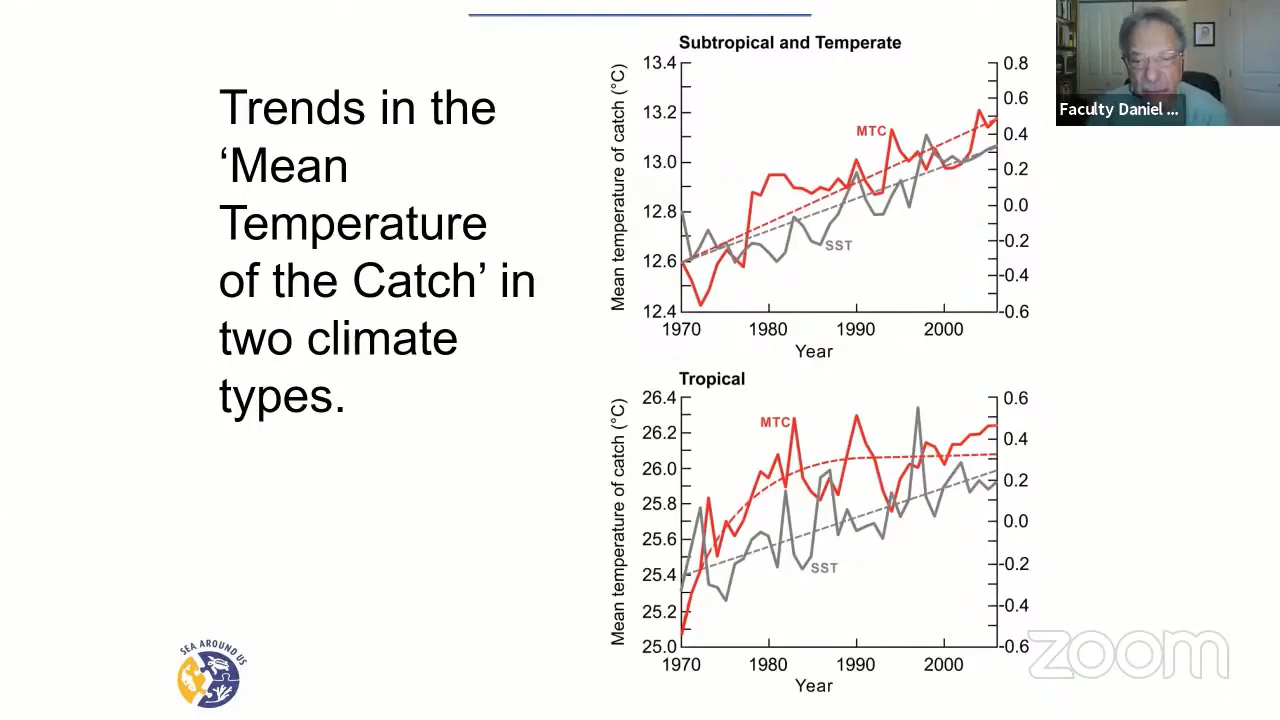 Trends in the
‘Mean
Temperature
of the Catch’ in
two climate
types.
SEA AROUND US
Subtropical and Temperate
Mean temperature of catch (°C)
13.4
13.2
13.0
12.8
12.6
12.4
MTC
SST
0.8
0.6
0.4
0.2
0.0
-0.2
-0.4
-0.6
1970 1980 1990 2000
Year
Tropical
Mean temperature of catch (°C)
26.4
26.2
26.0
25.8
25.6
25.4
25.2
25.0
MTC
SST
0.6
0.4
0.2
0.0
-0.2
-0.4
-0.6
1970 1980 1990 2000
Year
Faculty Daniel ...
zoom